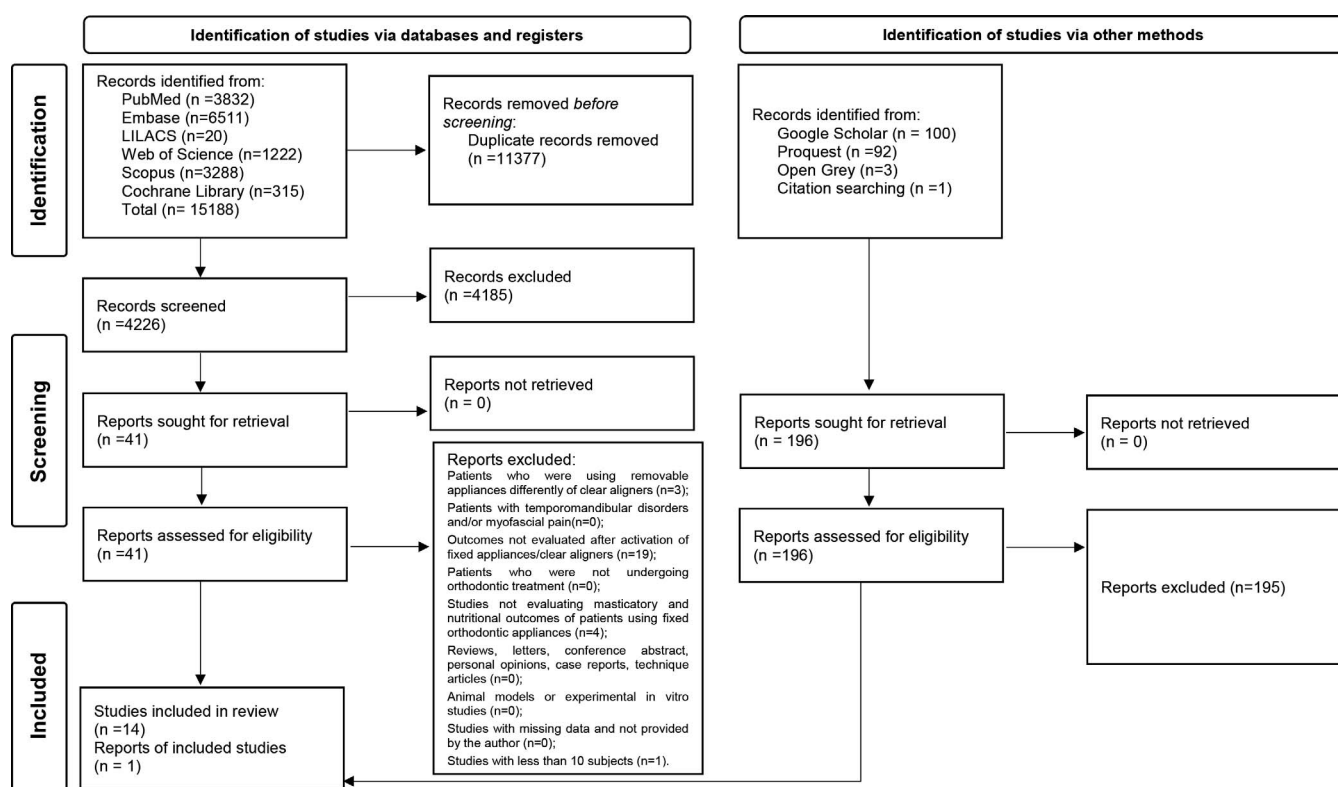 Identification of studies via databases and registers
Identification of studies via other methods
Identification
Records identified from:
PubMed (n =3832)
Embase (n=6511)
LILACS (n=20)
Web of Science (n=1222)
Scopus (n=3288)
Cochrane Library (n=315)
Total (n= 15188)
Records removed before
screening:
Duplicate records removed
(n =11377)
Records identified from:
Google Scholar (n = 100)
Proquest (n =92)
Open Grey (n=3)
Citation searching (n =1)
Screening
Records screened
(n =4226)
Records excluded
(n =4185)
Reports sought for retrieval
(n =41)
Reports not retrieved
(n = 0)
Reports sought for retrieval
(n = 196)
Reports not retrieved
(n = 0)
Reports assessed for eligibility
(n =41)
Reports excluded:
Patients who were using removable
appliances differently of clear aligners (n=3);
Patients with temporomandibular disorders
and/or myofascial pain(n=0);
Outcomes not evaluated after activation of
fixed appliances/clear aligners (n=19);
Patients who were not undergoing
orthodontic treatment (n=0);
Studies not evaluating masticatory and
nutritional outcomes of patients using fixed
orthodontic appliances (n=4);
Reviews, letters, conference abstract,
personal opinions, case reports, technique
articles (n=0);
Animal models or experimental in vitro
studies (n=0);
Studies with missing data and not provided
by the author (n=0);
Studies with less than 10 subjects (n=1).
Reports assessed for eligibility
(n =196)
Reports excluded (n=195)
Included
Studies included in review
(n =14)
Reports of included studies
(n = 1)